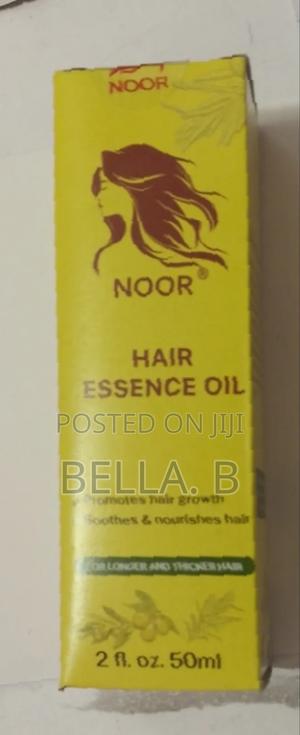 NOOR
NOOR®
HAIR
ESSENCE OIL
POSTED ON JIJI
BELLA. B
Promotes hair growth
Soothes & nourishes hair
FOR LONGER AND THICKER HAIR
2 fl. oz. 50ml